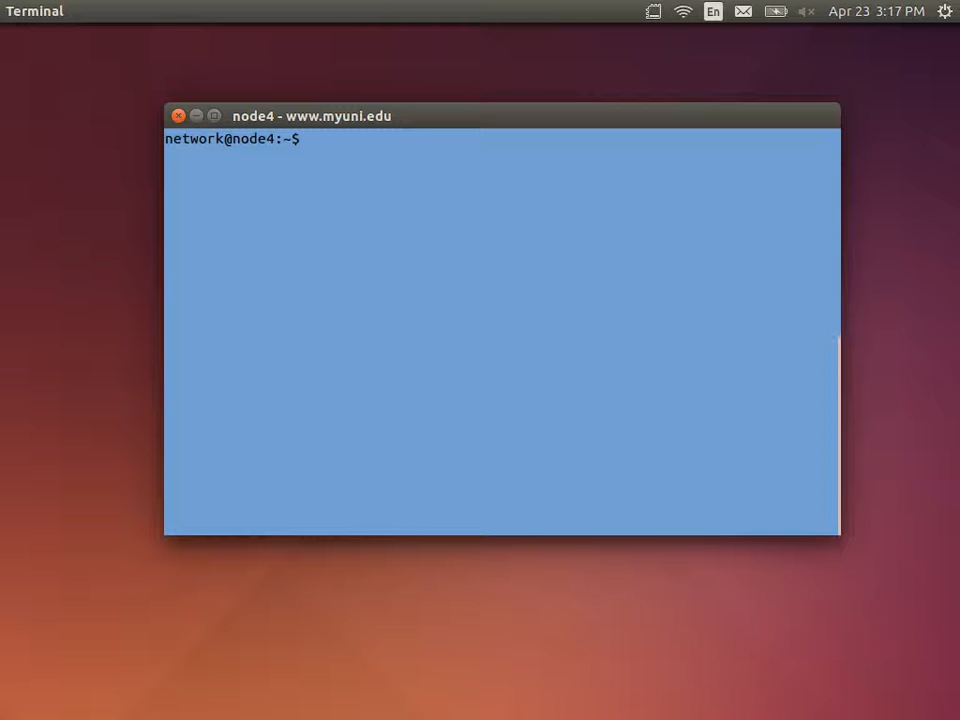 Terminal
En
Apr 23 3:17 PM
node4 - www.myuni.edu
network@node4:~$